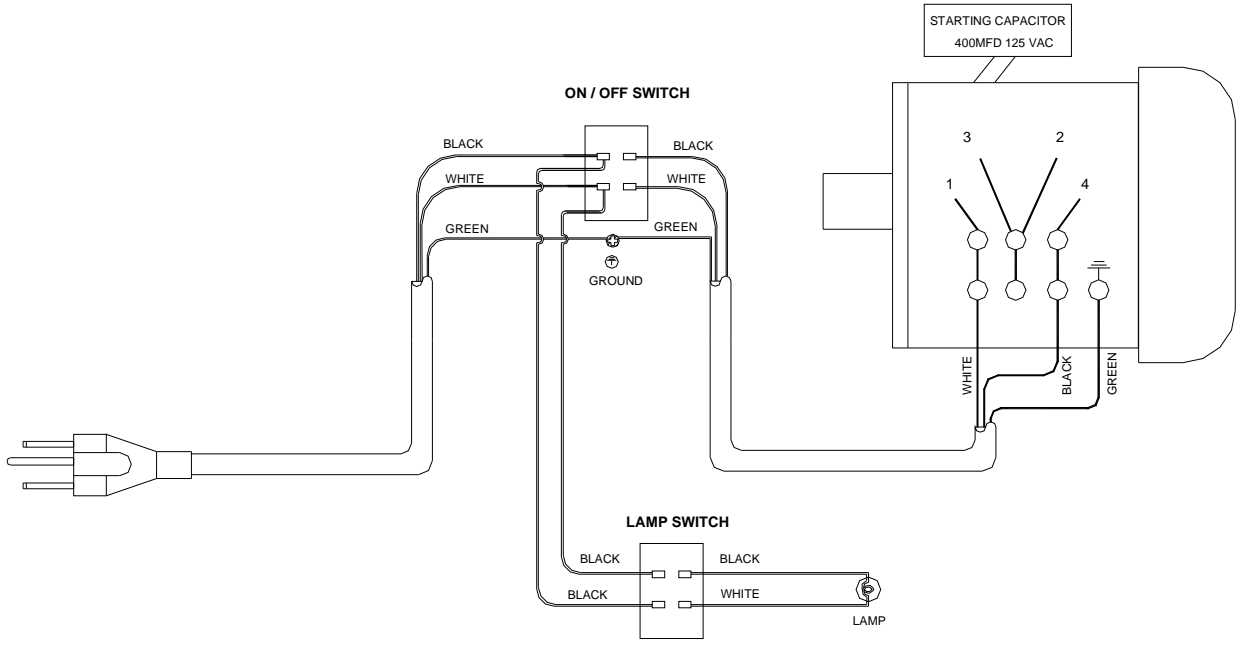 STARTING CAPACITOR
400MFD 125 VAC
ON / OFF SWITCH
BLACK
BLACK
WHITE
WHITE
GREEN
GREEN
GROUND
3
2
1
4
WHITE
BLACK
GREEN
LAMP SWITCH
BLACK
BLACK
BLACK
WHITE
LAMP